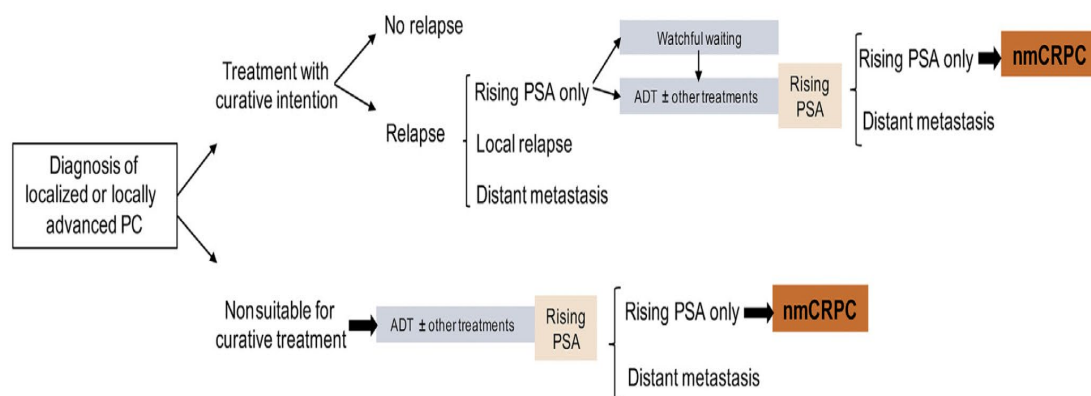 No relapse
Watchful waiting
Rising PSA only
nmCRPC
Treatment with
curative intention
Rising PSA only
ADT ± other treatments
Rising
PSA
Distant metastasis
Relapse
Local relapse
Distant metastasis
Diagnosis of
localized or locally
advanced PC
Nonsuitable for
curative treatment
ADT ± other treatments
Rising
PSA
Rising PSA only
nmCRPC
Distant metastasis